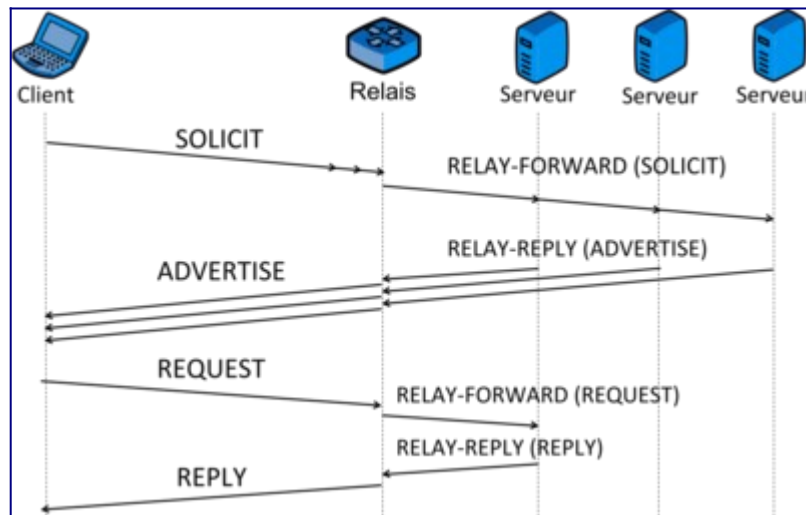 Client
Relais
Serveur
Serveur
Serveur
SOLICIT
RELAY-FORWARD (SOLICIT)
RELAY-REPLY (ADVERTISE)
ADVERTISE
REQUEST
RELAY-FORWARD (REQUEST)
RELAY-REPLY (REPLY)
REPLY